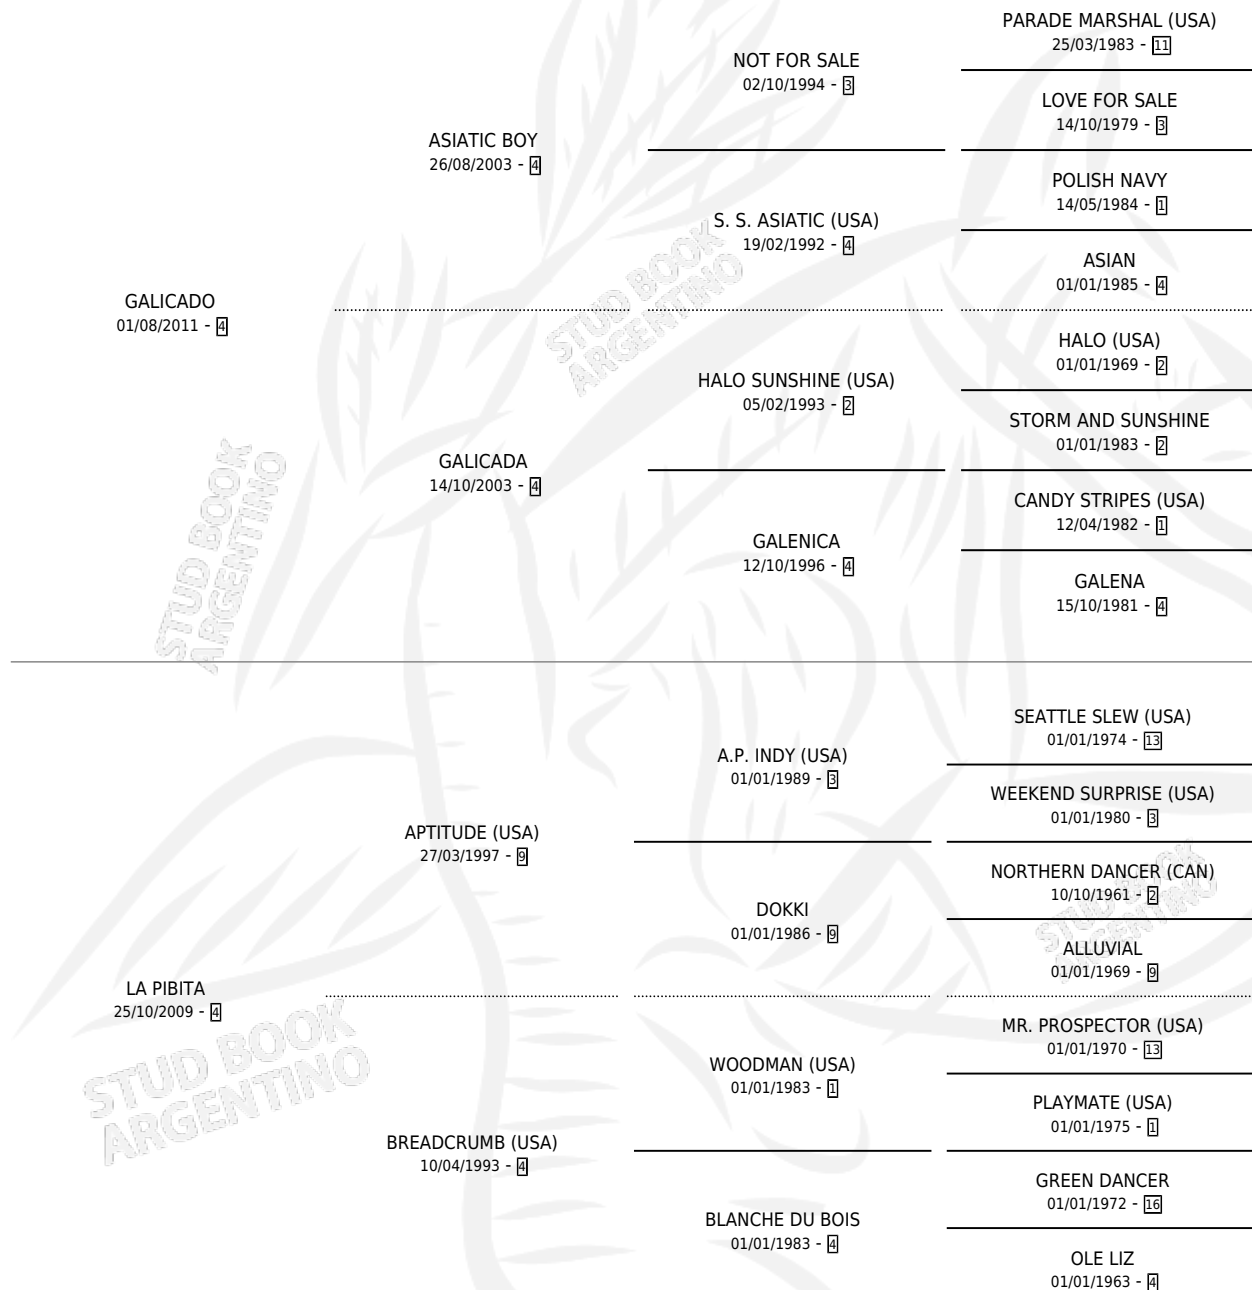 PARADE MARSHAL (USA)
25/03/1983 - 11
NOT FOR SALE
02/10/1994 - 3
LOVE FOR SALE
14/10/1979 - 3
ASIATIC BOY
26/08/2003 - 4
POLISH NAVY
14/05/1984 - 1
S. S. ASIATIC (USA)
19/02/1992 - 4
ASIAN
01/01/1985 - 4
GALICADO
01/08/2011 - 4
HALO (USA)
01/01/1969 - 2
HALO SUNSHINE (USA)
05/02/1993 - 2
STORM AND SUNSHINE
01/01/1983 - 2
GALICADA
14/10/2003 - 4
CANDY STRIPES (USA)
12/04/1982 - 1
GALENICA
12/10/1996 - 4
GALENA
15/10/1981 - 4
SEATTLE SLEW (USA)
01/01/1974 - 13
A.P. INDY (USA)
01/01/1989 - 3
WEEKEND SURPRISE (USA)
01/01/1980 - 3
APTITUDE (USA)
27/03/1997 - 9
NORTHERN DANCER (CAN)
10/10/1961 - 2
DOKKI
01/01/1986 - 9
ALLUVIAL
01/01/1969 - 9
LA PIBITA
25/10/2009 - 4
MR. PROSPECTOR (USA)
01/01/1970 - 13
WOODMAN (USA)
01/01/1983 - 1
PLAYMATE (USA)
01/01/1975 - 1
BREADCRUMB (USA)
10/04/1993 - 4
GREEN DANCER
01/01/1972 - 16
BLANCHE DU BOIS
01/01/1983 - 4
OLE LIZ
01/01/1963 - 4
STUD BOOK
ARGENTINO
STUD BOOK
ARGENTINO
STUD BOOK
ARGENTINO
STUD BOOK
ARGENTINO